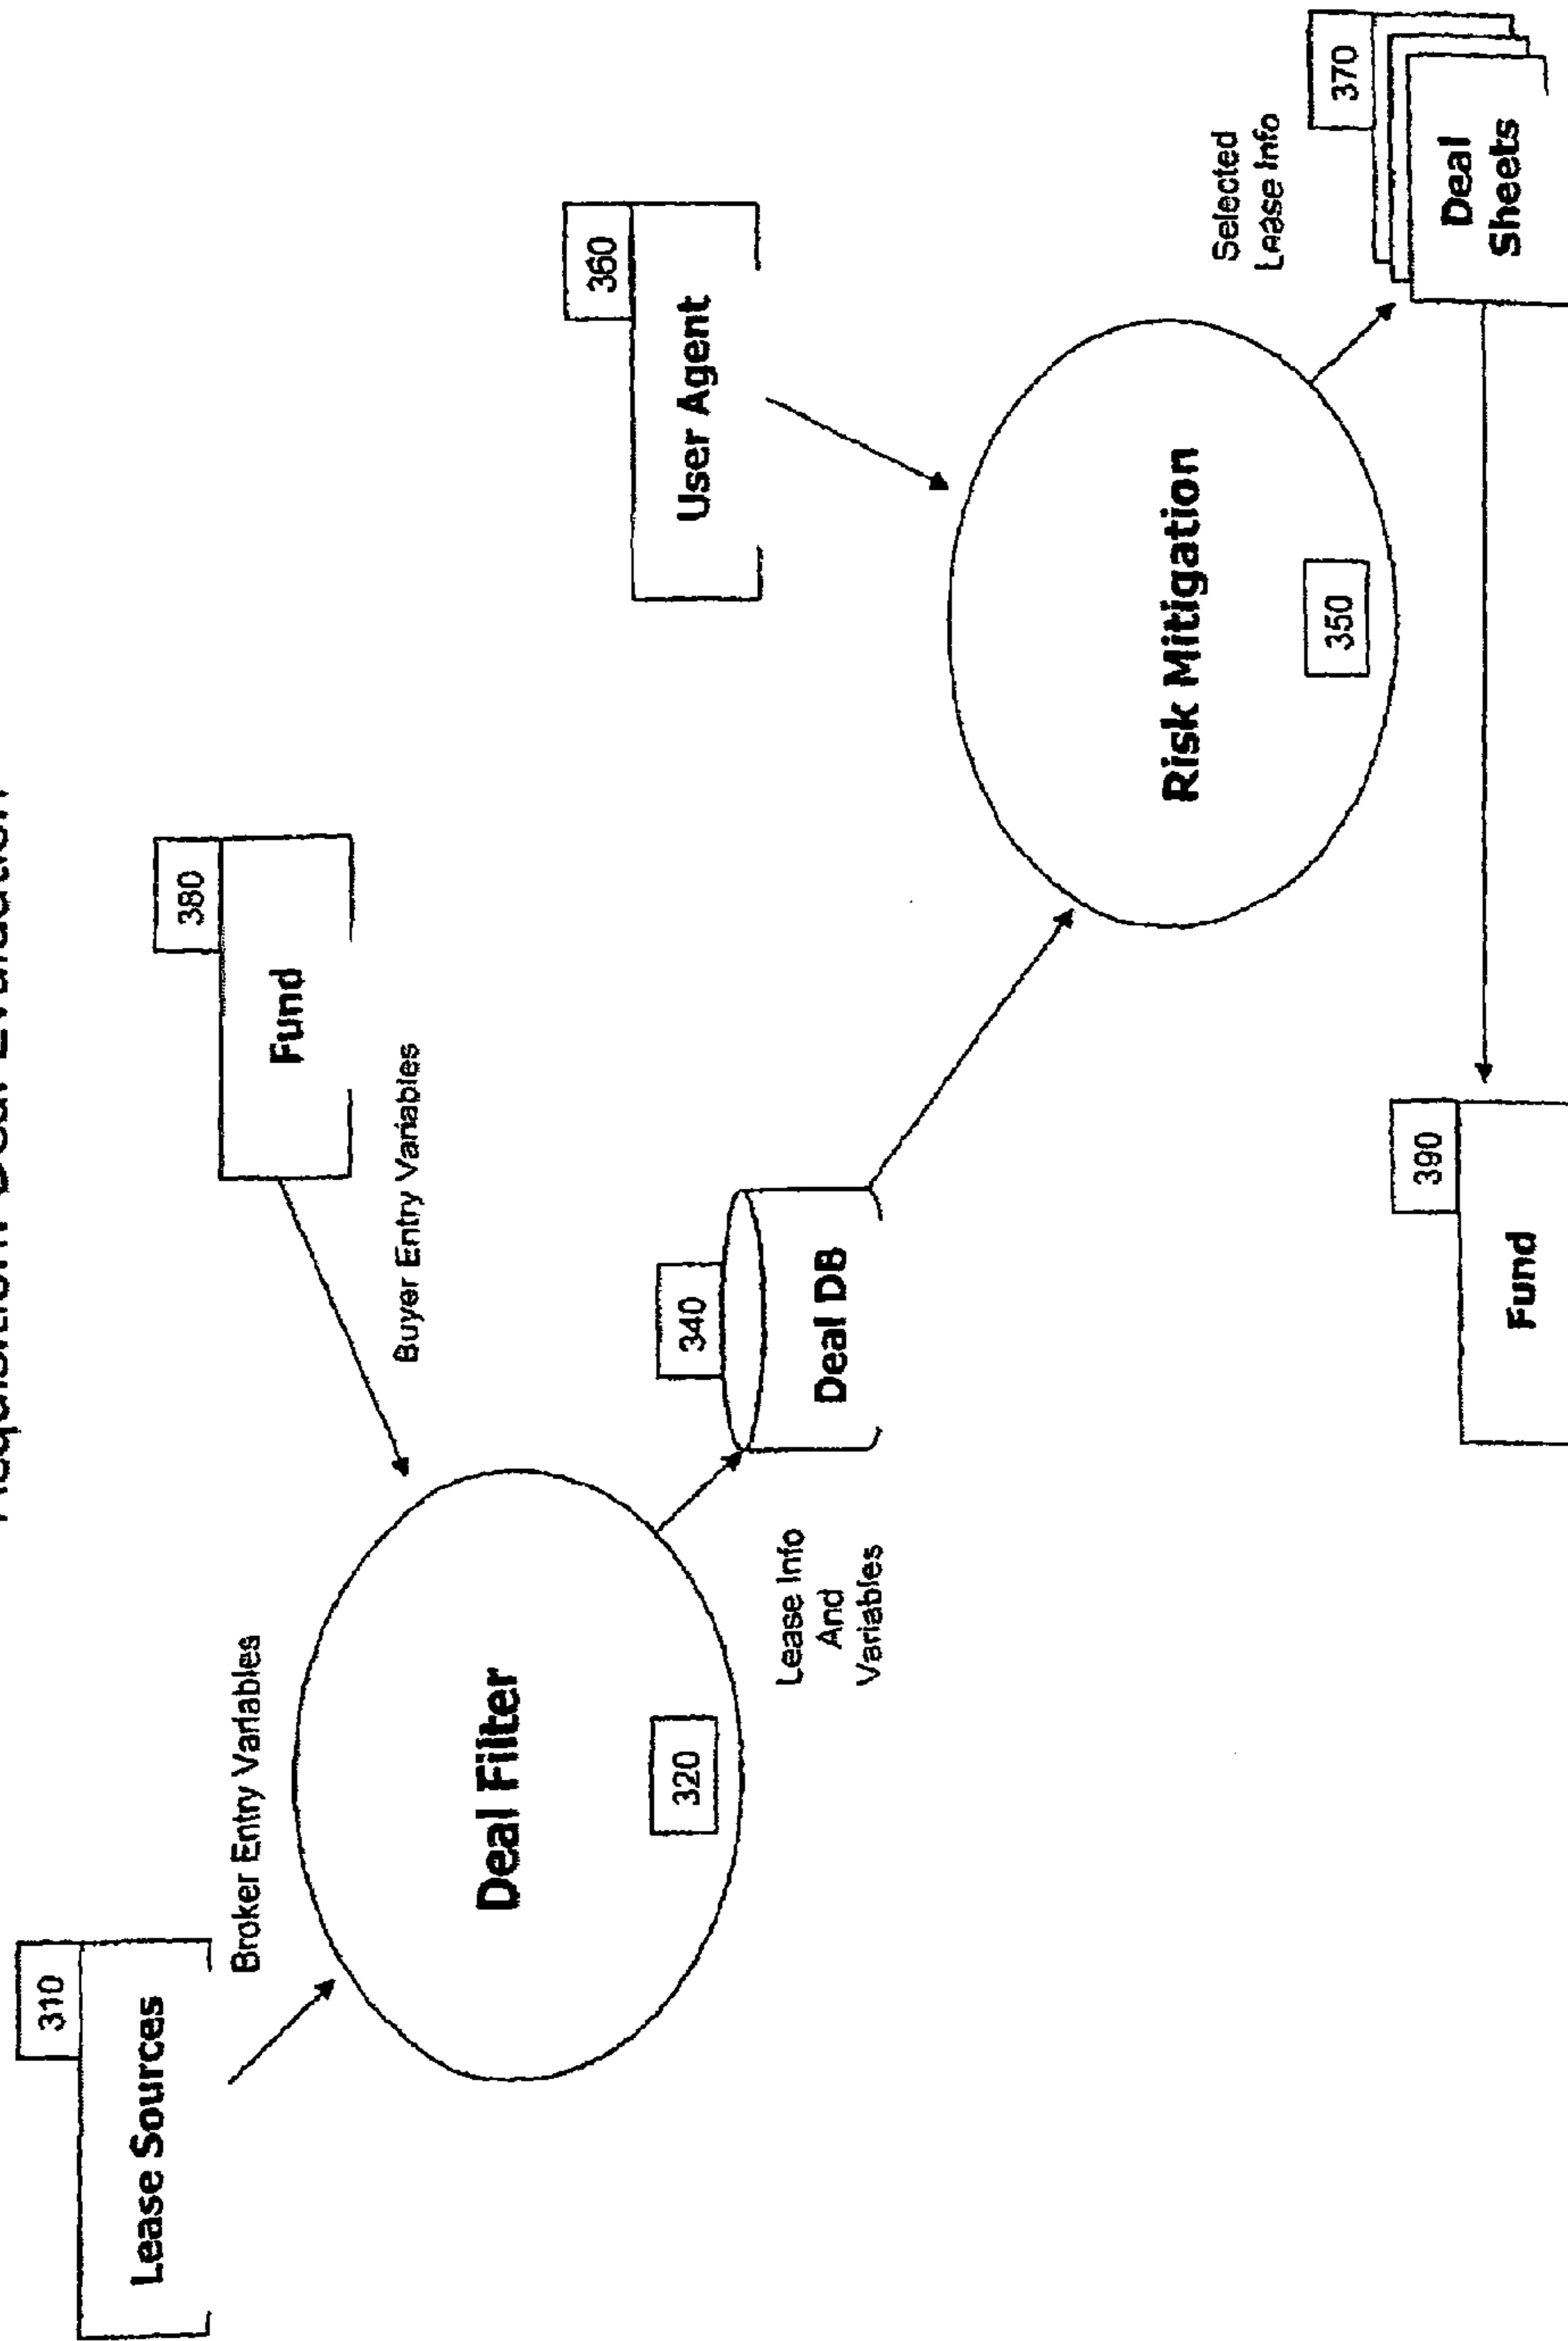 310
Lease Sources
Broker Entry Variables
Deal Filter
320
380
Fund
Buyer Entry Variables
Lease Info
And
Variables
340
Deal DB
360
User Agent
Risk Mitigation
350
Selected
Lease Info
370
Deal
Sheets
390
Fund